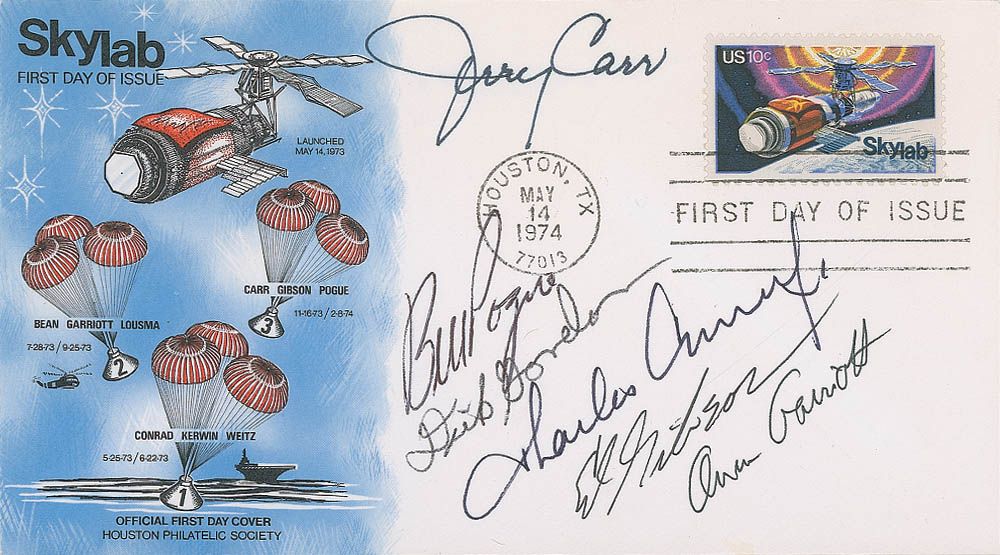 Skylab
FIRST DAY OF ISSUE
LAUNCHED
MAY 14, 1973
CARR GIBSON POGUE
11-16-73 / 2-8-74
3
BEAN GARRIOTT LOUSMA
7-28-73 / 9-25-73
2
CONRAD KERWIN WEITZ
5-25-73 / 6-22-73
1
OFFICIAL FIRST DAY COVER
HOUSTON PHILATELIC SOCIETY
Jerry Carr
US 10c
Skylab
HOUSTON, TX
MAY
14
1974
77013
FIRST DAY OF ISSUE
Bill Pogue
Dick Gordon
Charles Conrad Jr
Ed Gibson
Owen Garriott